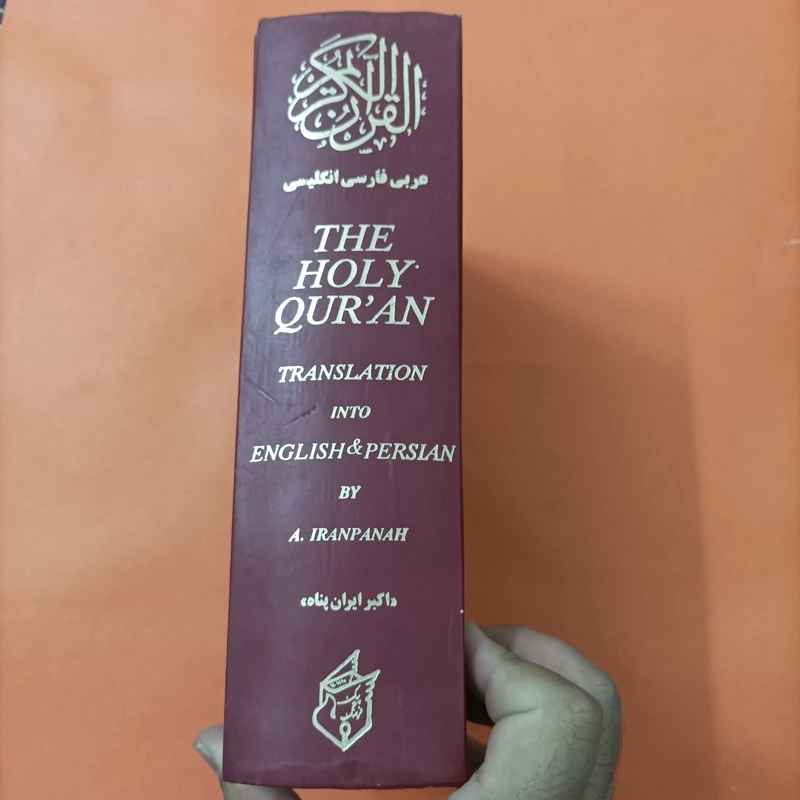 القرآن الكريم
عربی فارسی انگلیسی
THE
HOLY
QUR'AN
TRANSLATION
INTO
ENGLISH & PERSIAN
BY
A. IRANPANAH
«اکبر ایران پناه»